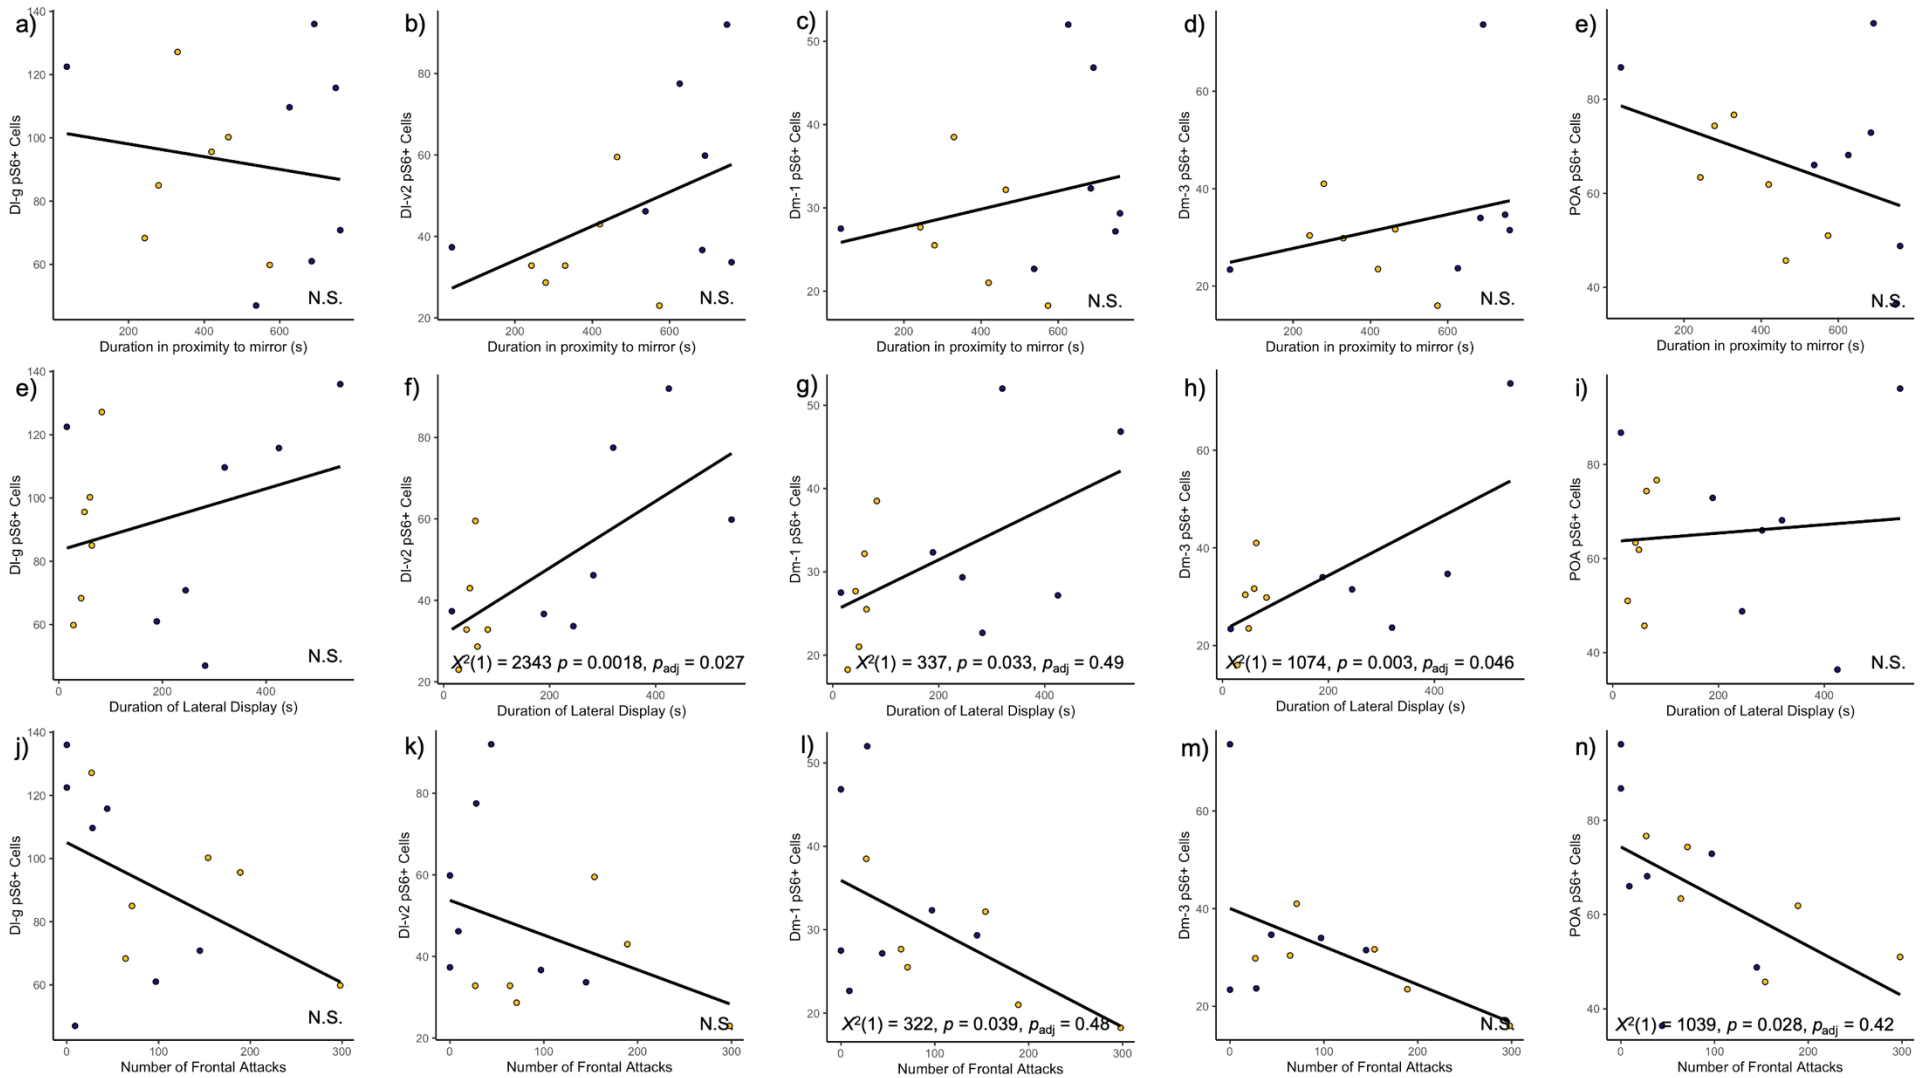 a)
140
120
100
80
60
Dl-g pS6+ Cells
N.S.
200 400 600
Duration in proximity to mirror (s)
b)
80
60
40
20
Dl-v2 pS6+ Cells
N.S.
200 400 600
Duration in proximity to mirror (s)
c)
50
40
30
20
Dm-1 pS6+ Cells
N.S.
200 400 600
Duration in proximity to mirror (s)
d)
60
40
20
Dm-3 pS6+ Cells
N.S.
200 400 600
Duration in proximity to mirror (s)
e)
80
60
40
POA pS6+ Cells
N.S.
200 400 600
Duration in proximity to mirror (s)
e)
140
120
100
80
60
Dl-g pS6+ Cells
N.S.
0 200 400
Duration of Lateral Display (s)
f)
80
60
40
20
Dl-v2 pS6+ Cells
X²(1) = 2343 p = 0.0018, padj = 0.027
0 200 400
Duration of Lateral Display (s)
g)
50
40
30
20
Dm-1 pS6+ Cells
X²(1) = 337, p = 0.033, padj = 0.49
0 200 400
Duration of Lateral Display (s)
h)
60
40
20
Dm-3 pS6+ Cells
X²(1) = 1074, p = 0.003, padj = 0.046
0 200 400
Duration of Lateral Display (s)
i)
80
60
40
POA pS6+ Cells
N.S.
0 200 400
Duration of Lateral Display (s)
j)
140
120
100
80
60
Dl-g pS6+ Cells
N.S.
0 100 200 300
Number of Frontal Attacks
k)
80
60
40
20
Dl-v2 pS6+ Cells
N.S.
0 100 200 300
Number of Frontal Attacks
l)
50
40
30
20
Dm-1 pS6+ Cells
X²(1) = 322, p = 0.039, padj = 0.48
0 100 200 300
Number of Frontal Attacks
m)
60
40
20
Dm-3 pS6+ Cells
N.S.
0 100 200 300
Number of Frontal Attacks
n)
80
60
40
POA pS6+ Cells
X²(1) = 1039, p = 0.028, padj = 0.42
0 100 200 300
Number of Frontal Attacks